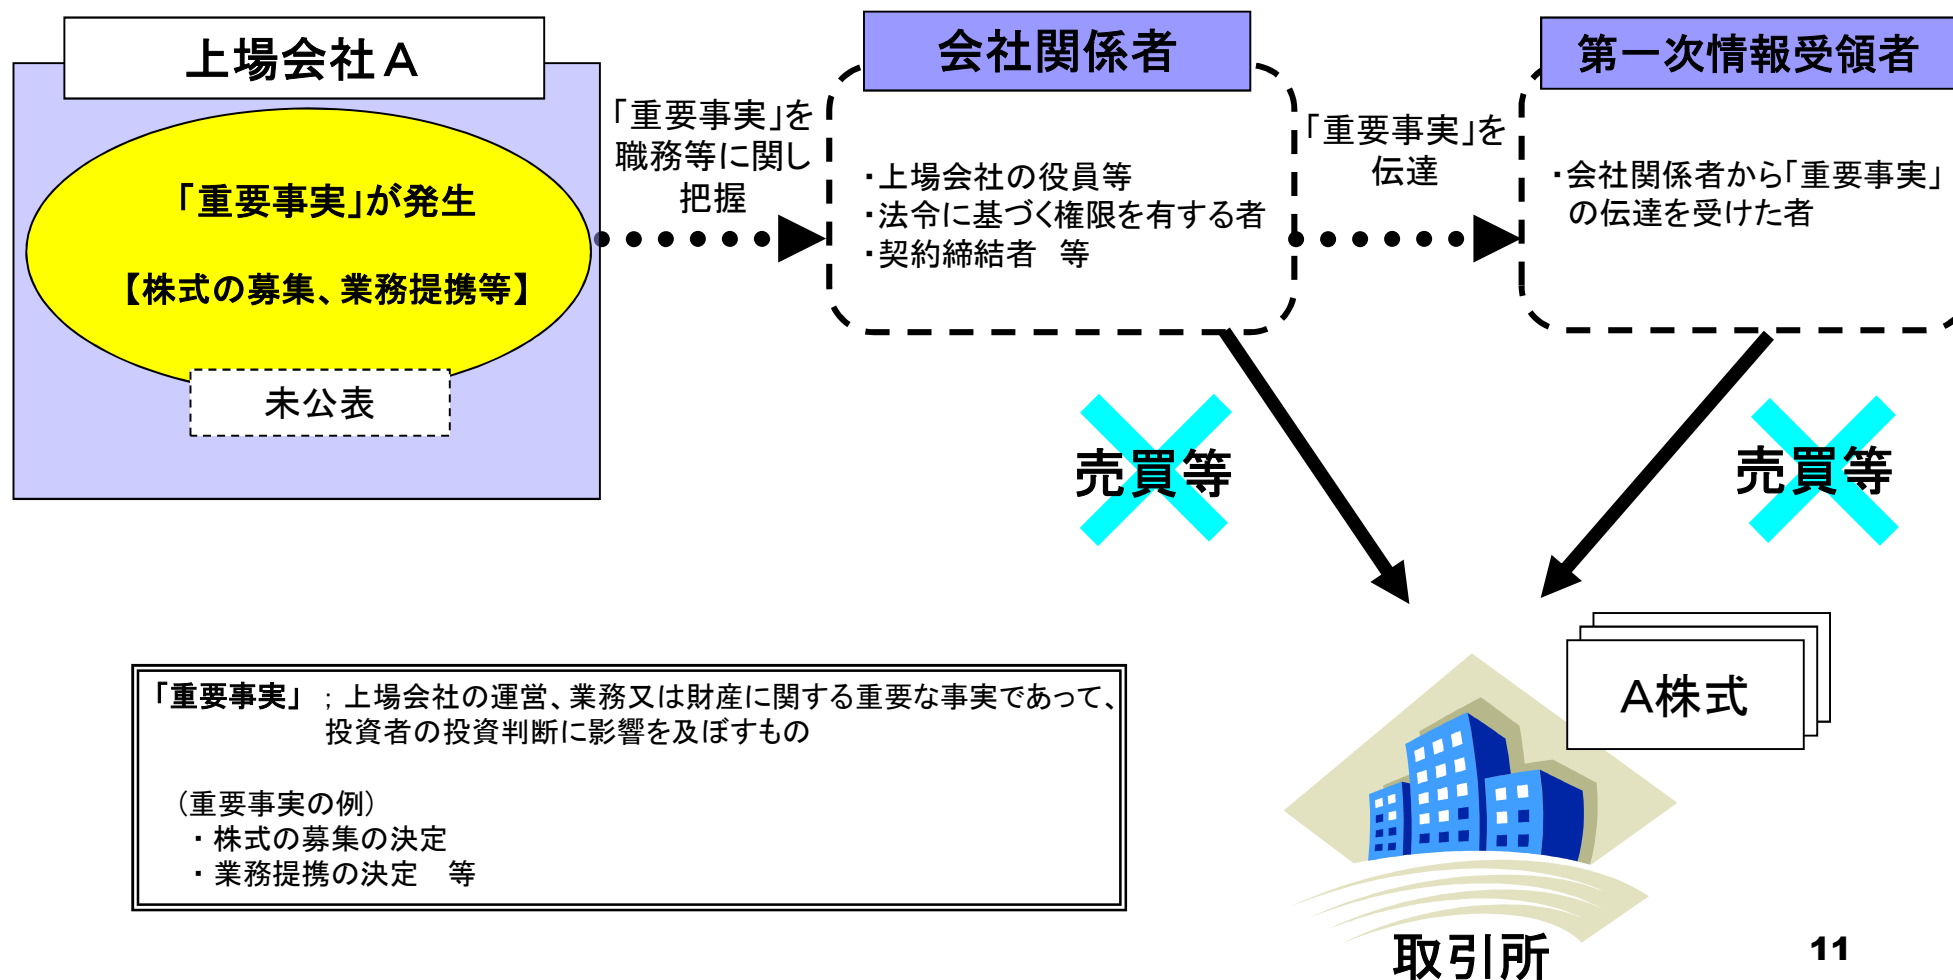 上場会社A
「重要事実」が発生
【株式の募集、業務提携等】
未公表
「重要事実」を
職務等に関し
把握
会社関係者
・上場会社の役員等
・法令に基づく権限を有する者
・契約締結者　等
「重要事実」を
伝達
第一次情報受領者
・会社関係者から「重要事実」
の伝達を受けた者
売買等
売買等
A株式
取引所
「重要事実」；上場会社の運営、業務又は財産に関する重要な事実であって、
投資者の投資判断に影響を及ぼすもの
（重要事実の例）
・株式の募集の決定
・業務提携の決定　等
11